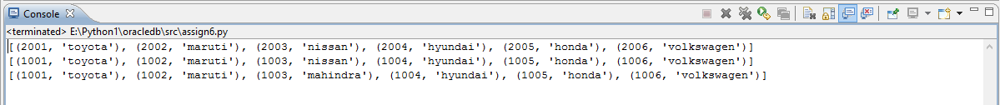 Console
<terminated> E:\Python1\oracledb\src\assign6.py
[(2001, 'toyota'), (2002, 'maruti'), (2003, 'nissan'), (2004, 'hyundai'), (2005, 'honda'), (2006, 'volkswagen')]
[(1001, 'toyota'), (1002, 'maruti'), (1003, 'nissan'), (1004, 'hyundai'), (1005, 'honda'), (1006, 'volkswagen')]
[(1001, 'toyota'), (1002, 'maruti'), (1003, 'mahindra'), (1004, 'hyundai'), (1005, 'honda'), (1006, 'volkswagen')]